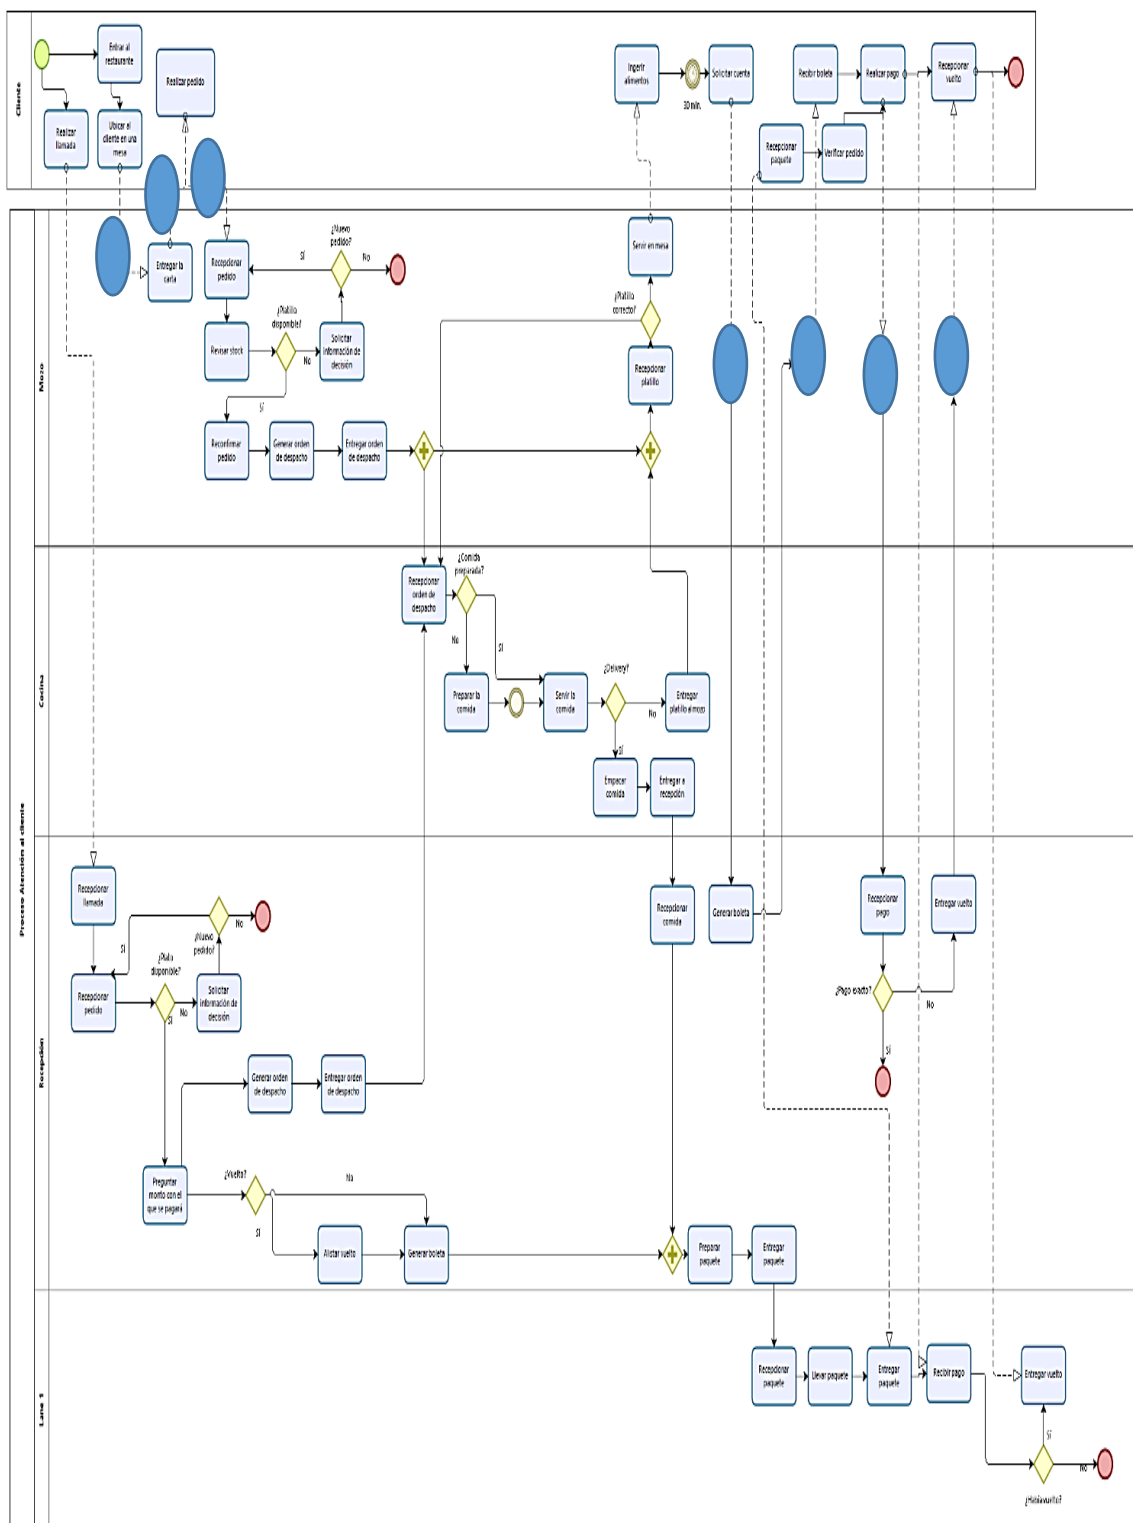 Cliente
Entrar al
restaurante
Realizar pedido
Realizar
llamada
Ubicar al
cliente en una
mesa
Ingerir
alimentos
30 min.
Solicitar cuenta
Recibir boleta
Realizar pago
Recepcionar
vuelto
Recepcionar
paquete
Verificar pedido
Proceso Atención al cliente
Mozo
Entregar la
carta
Recepcionar
pedido
Sí
¿Nuevo
pedido?
No
Revisar stock
¿Platillo
disponible?
No
Solicitar
información de
decisión
Sí
Reconfirmar
pedido
Generar orden
de despacho
Entregar orden
de despacho
Servir en mesa
¿Platillo
correcto?
Recepcionar
platillo
Cocina
Recepcionar
orden de
despacho
¿Comida
preparada?
No
Sí
Preparar la
comida
Servir la
comida
¿Delivery?
No
Entregar
platillo al mozo
Sí
Empacar
comida
Entregar a
recepción
Recepción
Recepcionar
llamada
Sí
¿Nuevo
pedido?
No
Recepcionar
pedido
¿Plato
disponible?
Sí
No
Solicitar
información de
decisión
Generar orden
de despacho
Entregar orden
de despacho
Preguntar
monto con el
que se pagará
¿Vuelto?
No
Sí
Alistar vuelto
Generar boleta
Recepcionar
comida
Generar boleta
Recepcionar
pago
Entregar vuelto
¿Pago exacto?
No
Sí
Preparar
paquete
Entregar
paquete
Lane 1
Recepcionar
paquete
Llevar paquete
Entregar
paquete
Recibir pago
Entregar vuelto
Sí
No
¿Había vuelto?